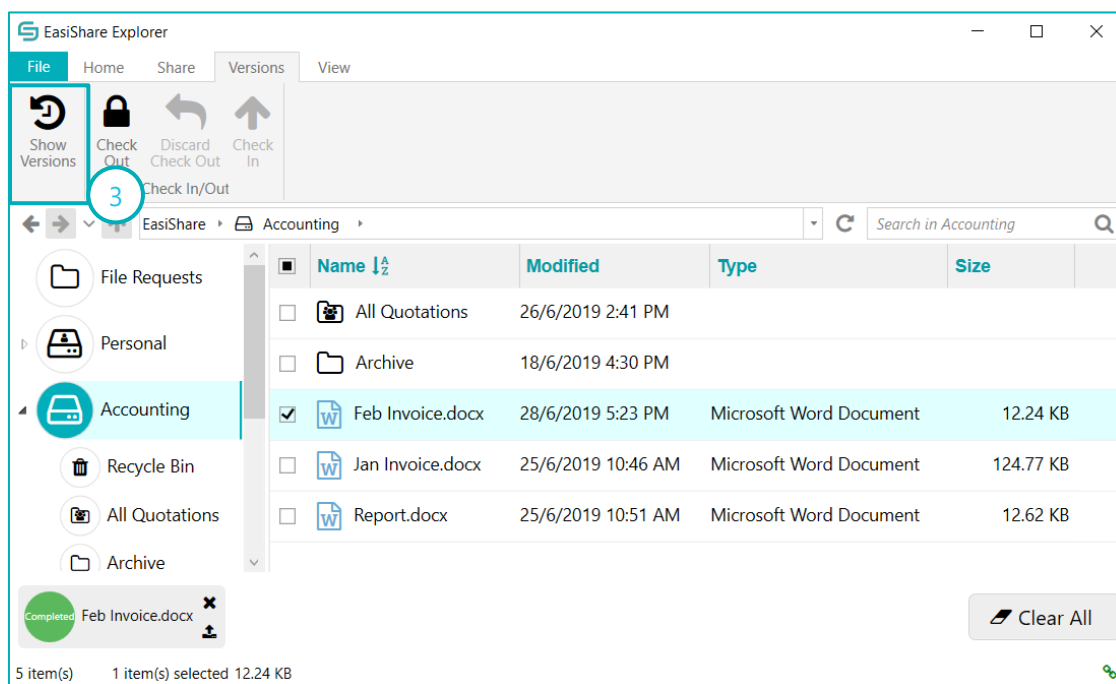 EasiShare Explorer
File Home Share Versions View
Show Versions
Check Out
Discard Check Out
Check In
3
Check In/Out
EasiShare Accounting
Search in Accounting
File Requests
Personal
Accounting
Recycle Bin
All Quotations
Archive
Name Modified Type Size
All Quotations 26/6/2019 2:41 PM
Archive 18/6/2019 4:30 PM
Feb Invoice.docx 28/6/2019 5:23 PM Microsoft Word Document 12.24 KB
Jan Invoice.docx 25/6/2019 10:46 AM Microsoft Word Document 124.77 KB
Report.docx 25/6/2019 10:51 AM Microsoft Word Document 12.62 KB
Completed Feb Invoice.docx
Clear All
5 item(s) 1 item(s) selected 12.24 KB